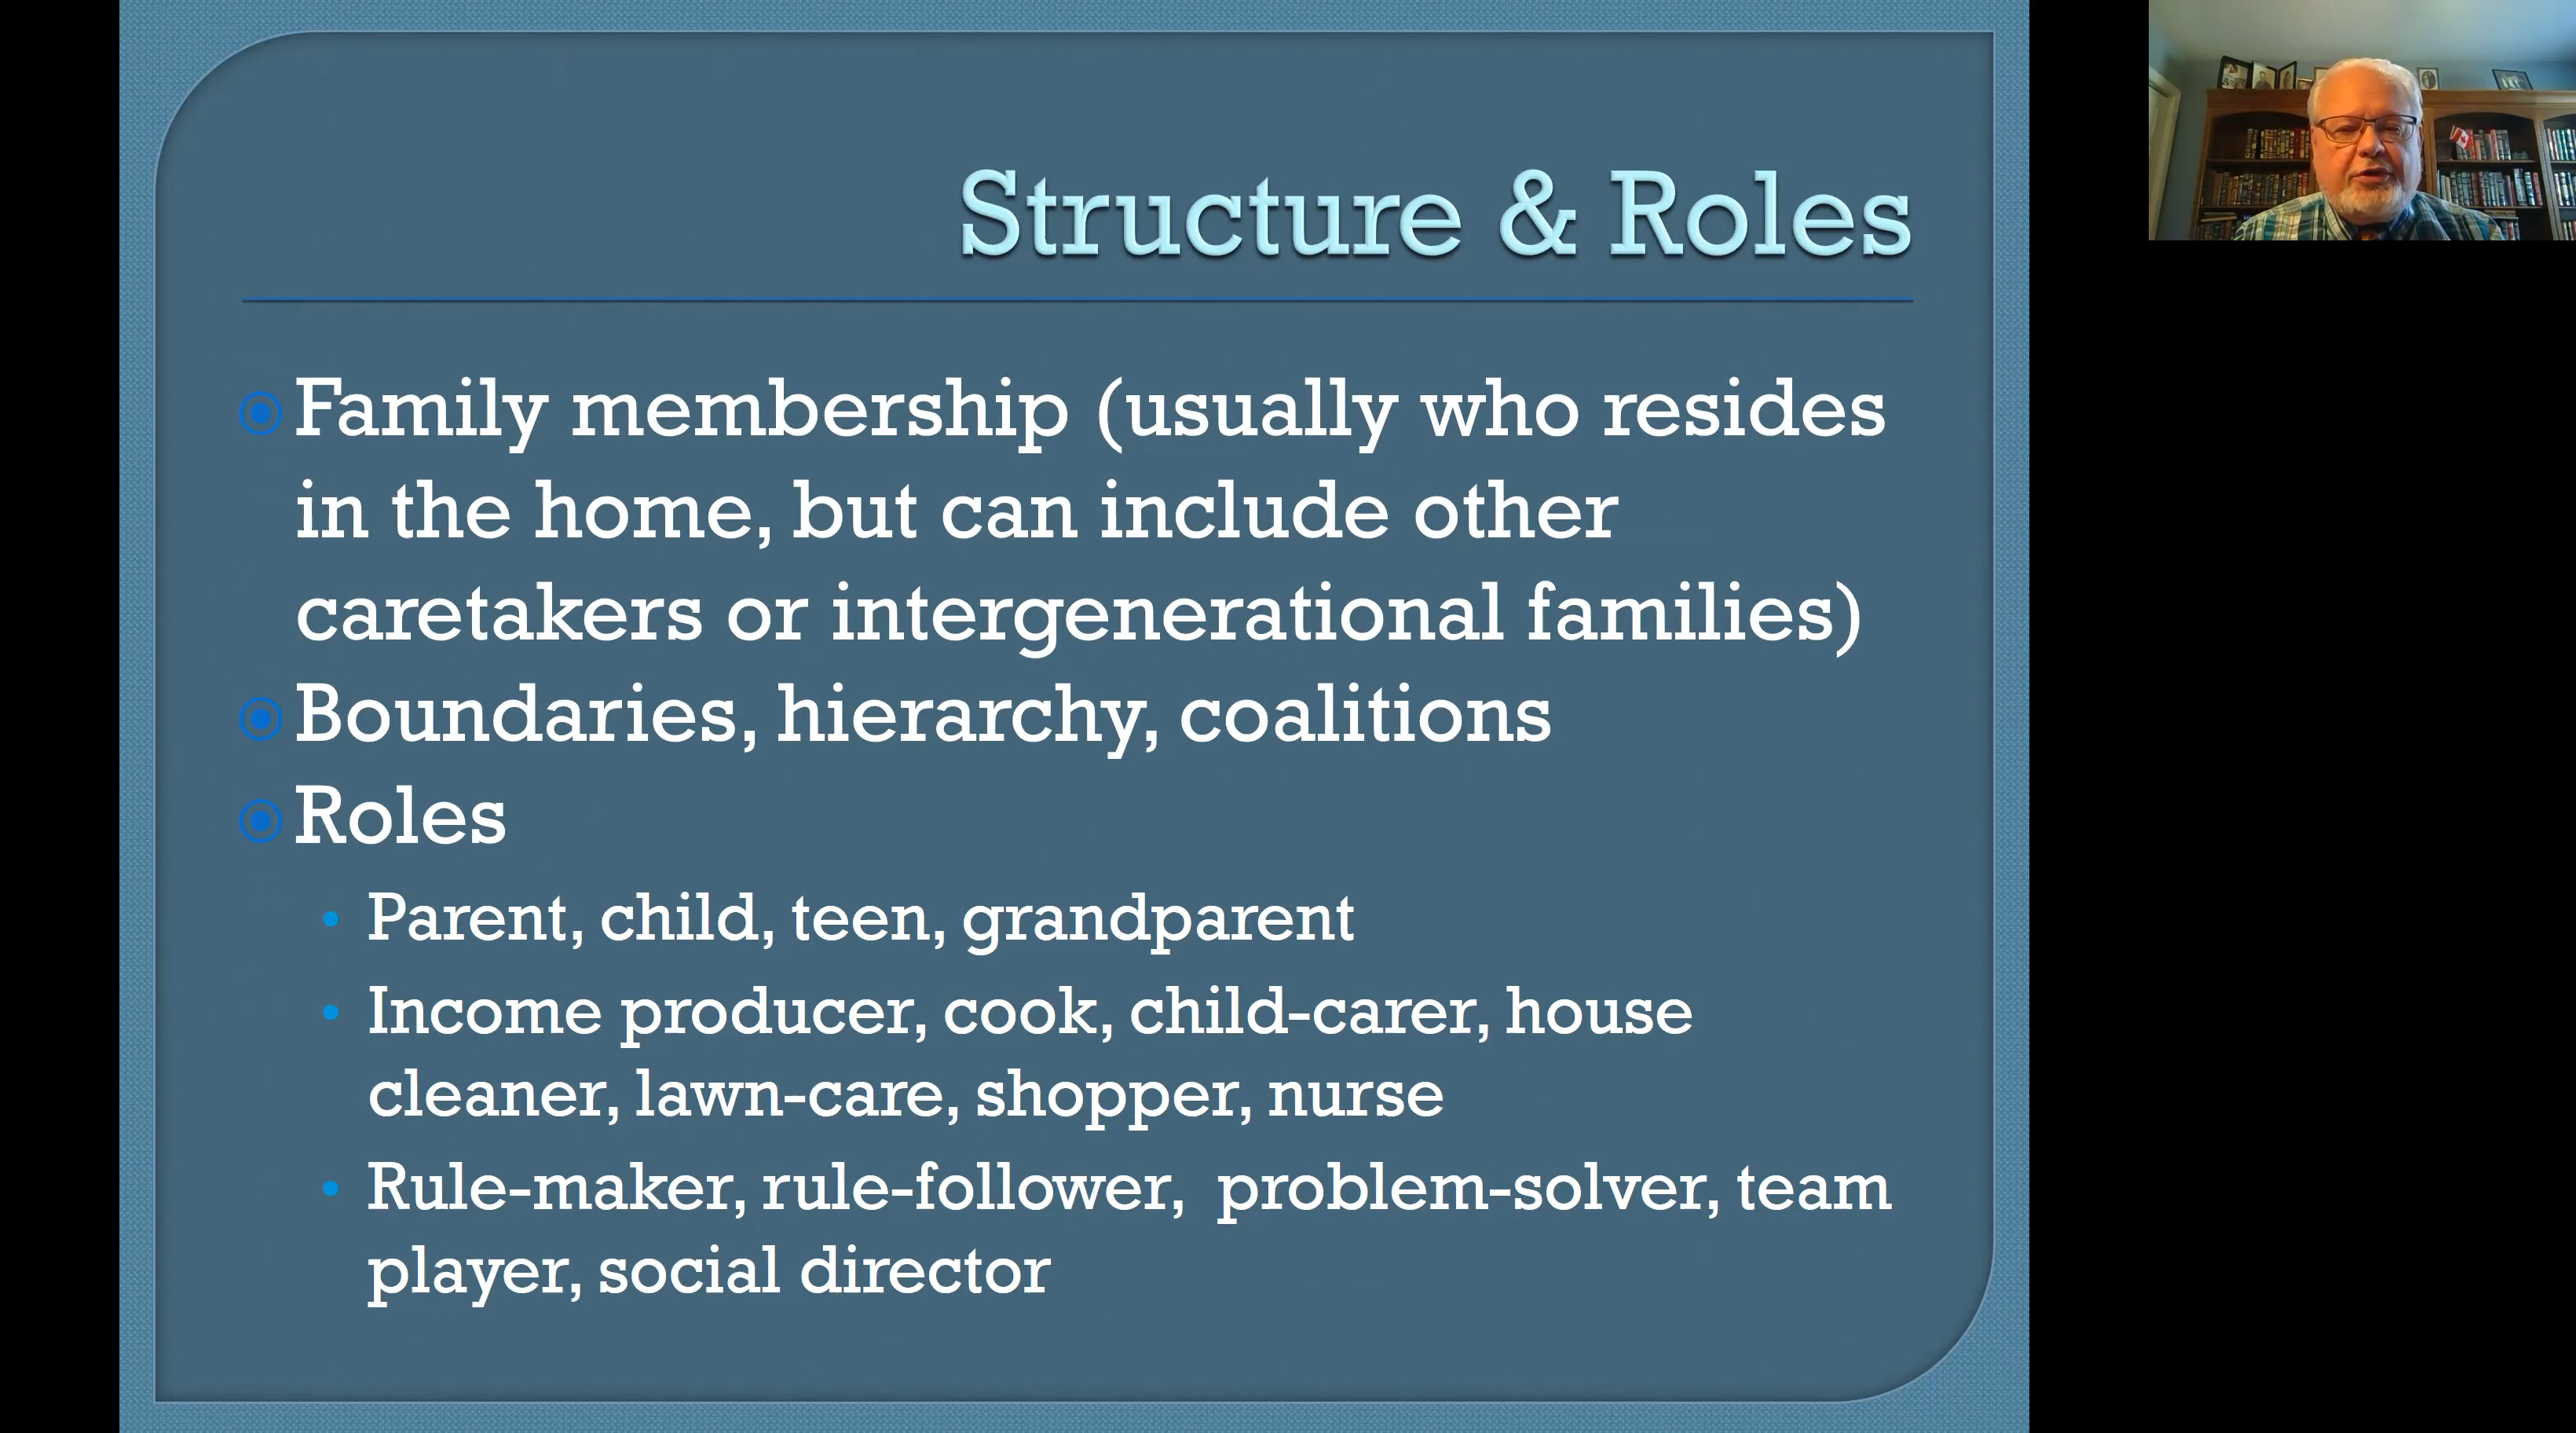 Structure & Roles
Family membership (usually who resides
in the home, but can include other
caretakers or intergenerational families)
Boundaries, hierarchy, coalitions
Roles
Parent, child, teen, grandparent
Income producer, cook, child-carer, house
cleaner, lawn-care, shopper, nurse
Rule-maker, rule-follower,  problem-solver, team
player, social director